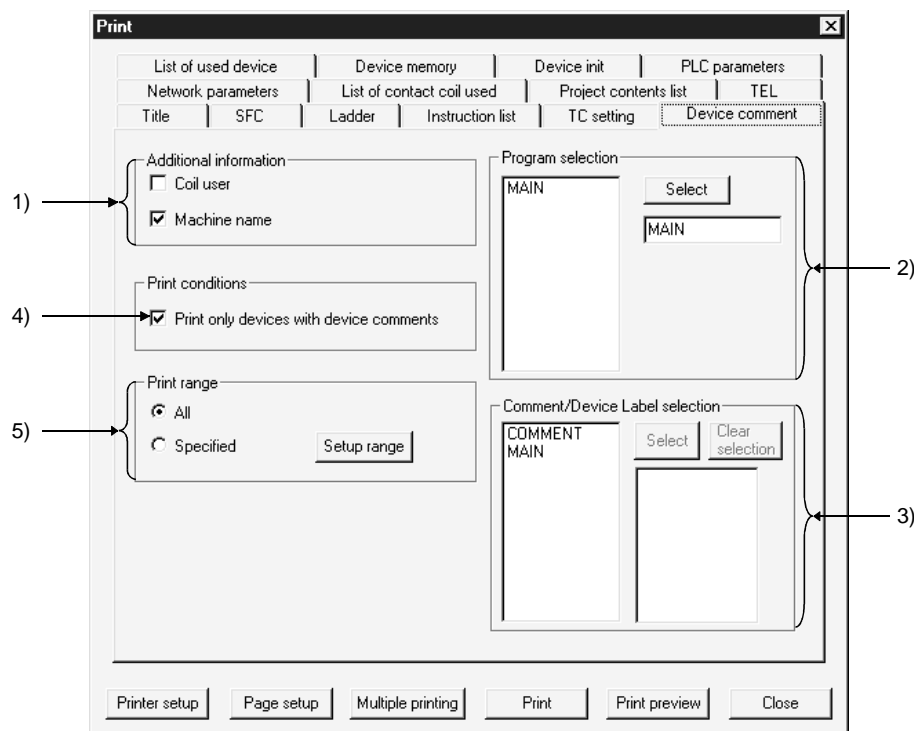 Print
List of used device Device memory Device init PLC parameters
Network parameters List of contact coil used Project contents list TEL
Title SFC Ladder Instruction list TC setting Device comment
Additional information
Coil user
1)
Machine name
Program selection
MAIN
Select
MAIN
2)
Print conditions
4)
Print only devices with device comments
Print range
All
5)
Specified
Setup range
Comment/Device Label selection
COMMENT
MAIN
Select
Clear
selection
3)
Printer setup Page setup Multiple printing Print Print preview Close